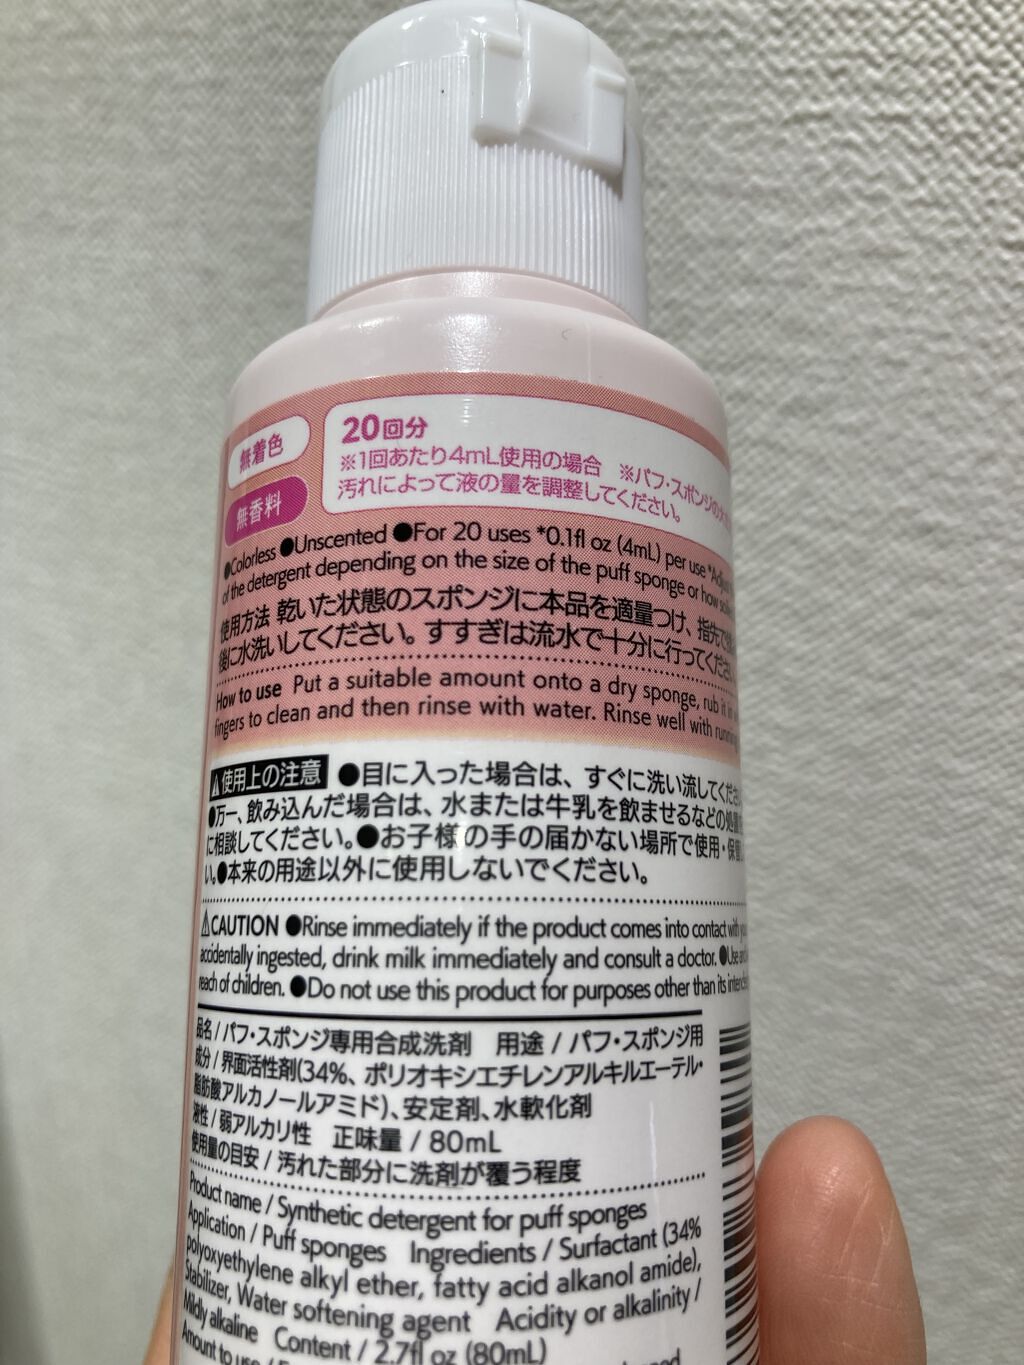 無着色
無香料
20回分
※1回あたり4mL使用の場合 ※パフ・スポンジの大
汚れによって液の量を調整してください。
●Colorless ●Unscented ●For 20 uses *0.1fl oz (4mL) per use *Adju
of the detergent depending on the size of the puff sponge or how
使用方法 乾いた状態のスポンジに本品を適量つけ、指先で
後に水洗いしてください。すすぎは流水で十分に行ってくださ
How to use Put a suitable amount onto a dry sponge, rub it in
fingers to clean and then rinse with water. Rinse well with runn
⚠使用上の注意 ●目に入った場合は、すぐに洗い流してくださ
●万一、飲み込んだ場合は、水または牛乳を飲ませるなどの処置
に相談してください。●お子様の手の届かない場所で使用・保管
い。●本来の用途以外に使用しないでください。
⚠CAUTION ●Rinse immediately if the product comes into contact with
accidentally ingested, drink milk immediately and consult a doctor. ●Use
reach of children. ●Do not use this product for purposes other than its
品名 / パフ・スポンジ専用合成洗剤 用途 / パフ・スポンジ用
成分 / 界面活性剤(34%、ポリオキシエチレンアルキルエーテル・
脂肪酸アルカノールアミド)、安定剤、水軟化剤
液性 / 弱アルカリ性 正味量 / 80mL
使用量の目安 / 汚れた部分に洗剤が覆う程度
Product name / Synthetic detergent for puff sponges
Application / Puff sponges Ingredients / Surfactant (34%
polyoxyethylene alkyl ether, fatty acid alkanol amide),
Stabilizer, Water softening agent Acidity or alkalinity /
Mildly alkaline Content / 2.7fl oz (80mL)
Amount to use /